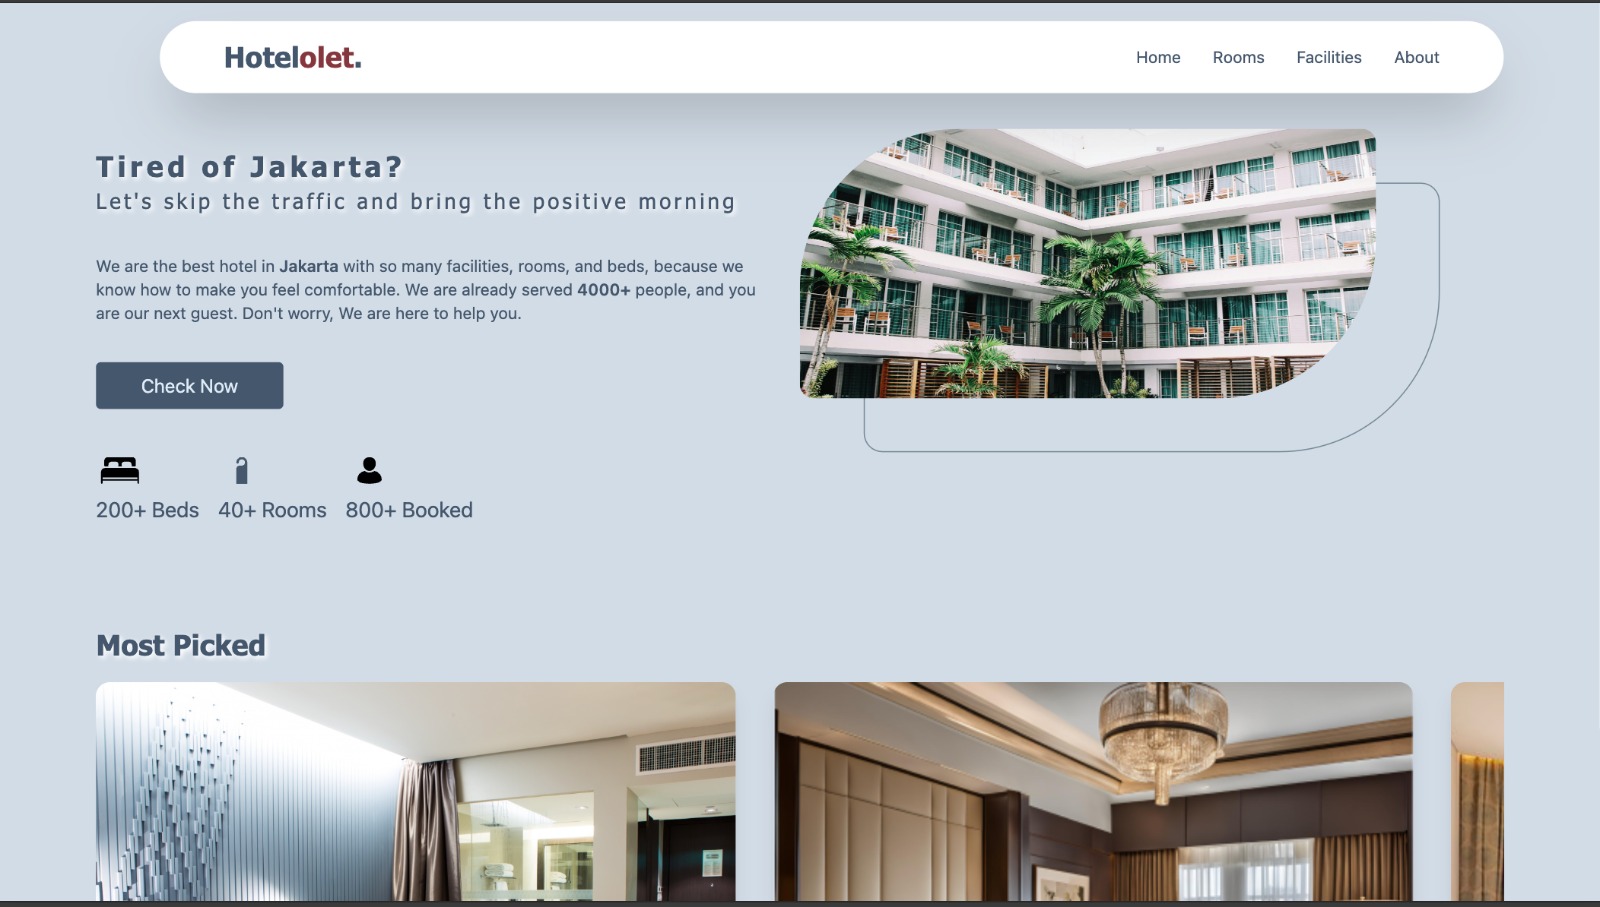 Hotelolet.
Home
Rooms
Facilities
About
Tired of Jakarta?
Let's skip the traffic and bring the positive morning
We are the best hotel in Jakarta with so many facilities, rooms, and beds, because we
know how to make you feel comfortable. We are already served 4000+ people, and you
are our next guest. Don't worry, We are here to help you.
Check Now
200+ Beds
40+ Rooms
800+ Booked
Most Picked